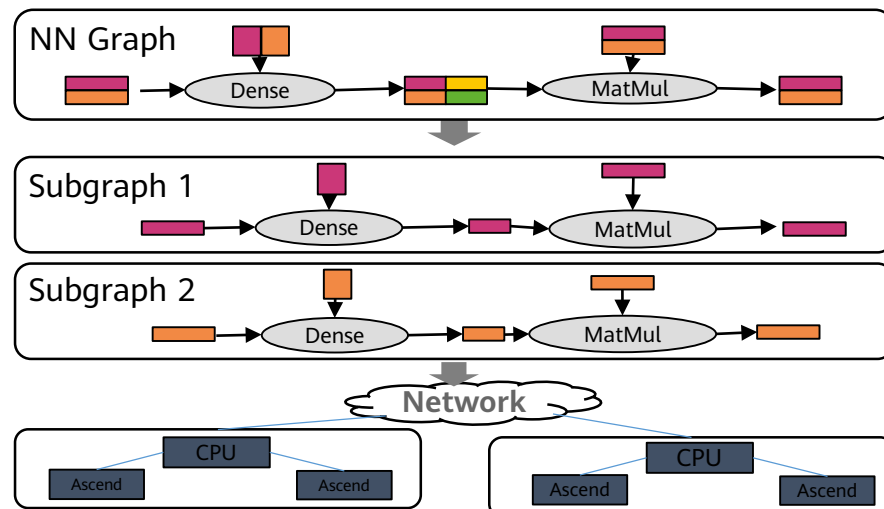 NN Graph
Dense
MatMul
Subgraph 1
Dense
MatMul
Subgraph 2
Dense
MatMul
Network
CPU
Ascend
Ascend
CPU
Ascend
Ascend